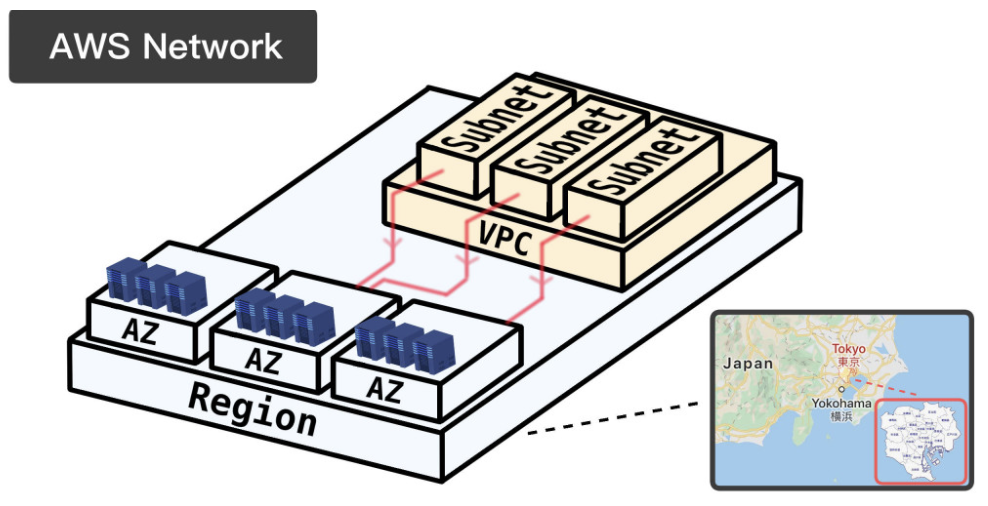 AWS Network
Subnet
Subnet
Subnet
VPC
AZ
AZ
AZ
Region
Japan
Tokyo
東京
Yokohama
横浜